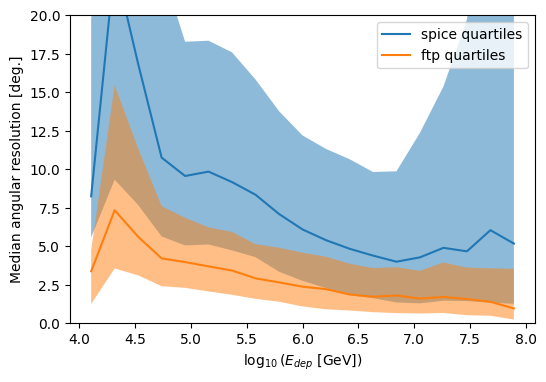 20.0
17.5
15.0
12.5
10.0
7.5
5.0
2.5
0.0
Median angular resolution [deg.]
spice quartiles
ftp quartiles
4.0 4.5 5.0 5.5 6.0 6.5 7.0 7.5 8.0
log₁₀(E_dep [GeV])